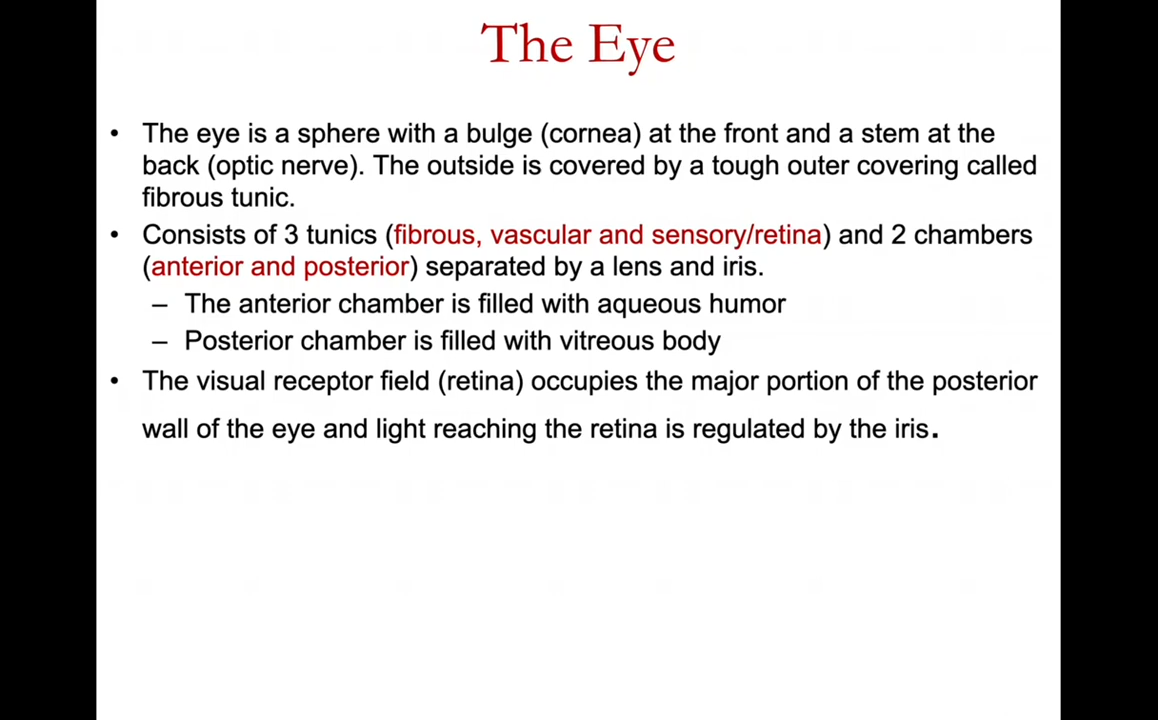 The Eye
• The eye is a sphere with a bulge (cornea) at the front and a stem at the
back (optic nerve). The outside is covered by a tough outer covering called
fibrous tunic.
• Consists of 3 tunics (fibrous, vascular and sensory/retina) and 2 chambers
(anterior and posterior) separated by a lens and iris.
– The anterior chamber is filled with aqueous humor
– Posterior chamber is filled with vitreous body
• The visual receptor field (retina) occupies the major portion of the posterior
wall of the eye and light reaching the retina is regulated by the iris.